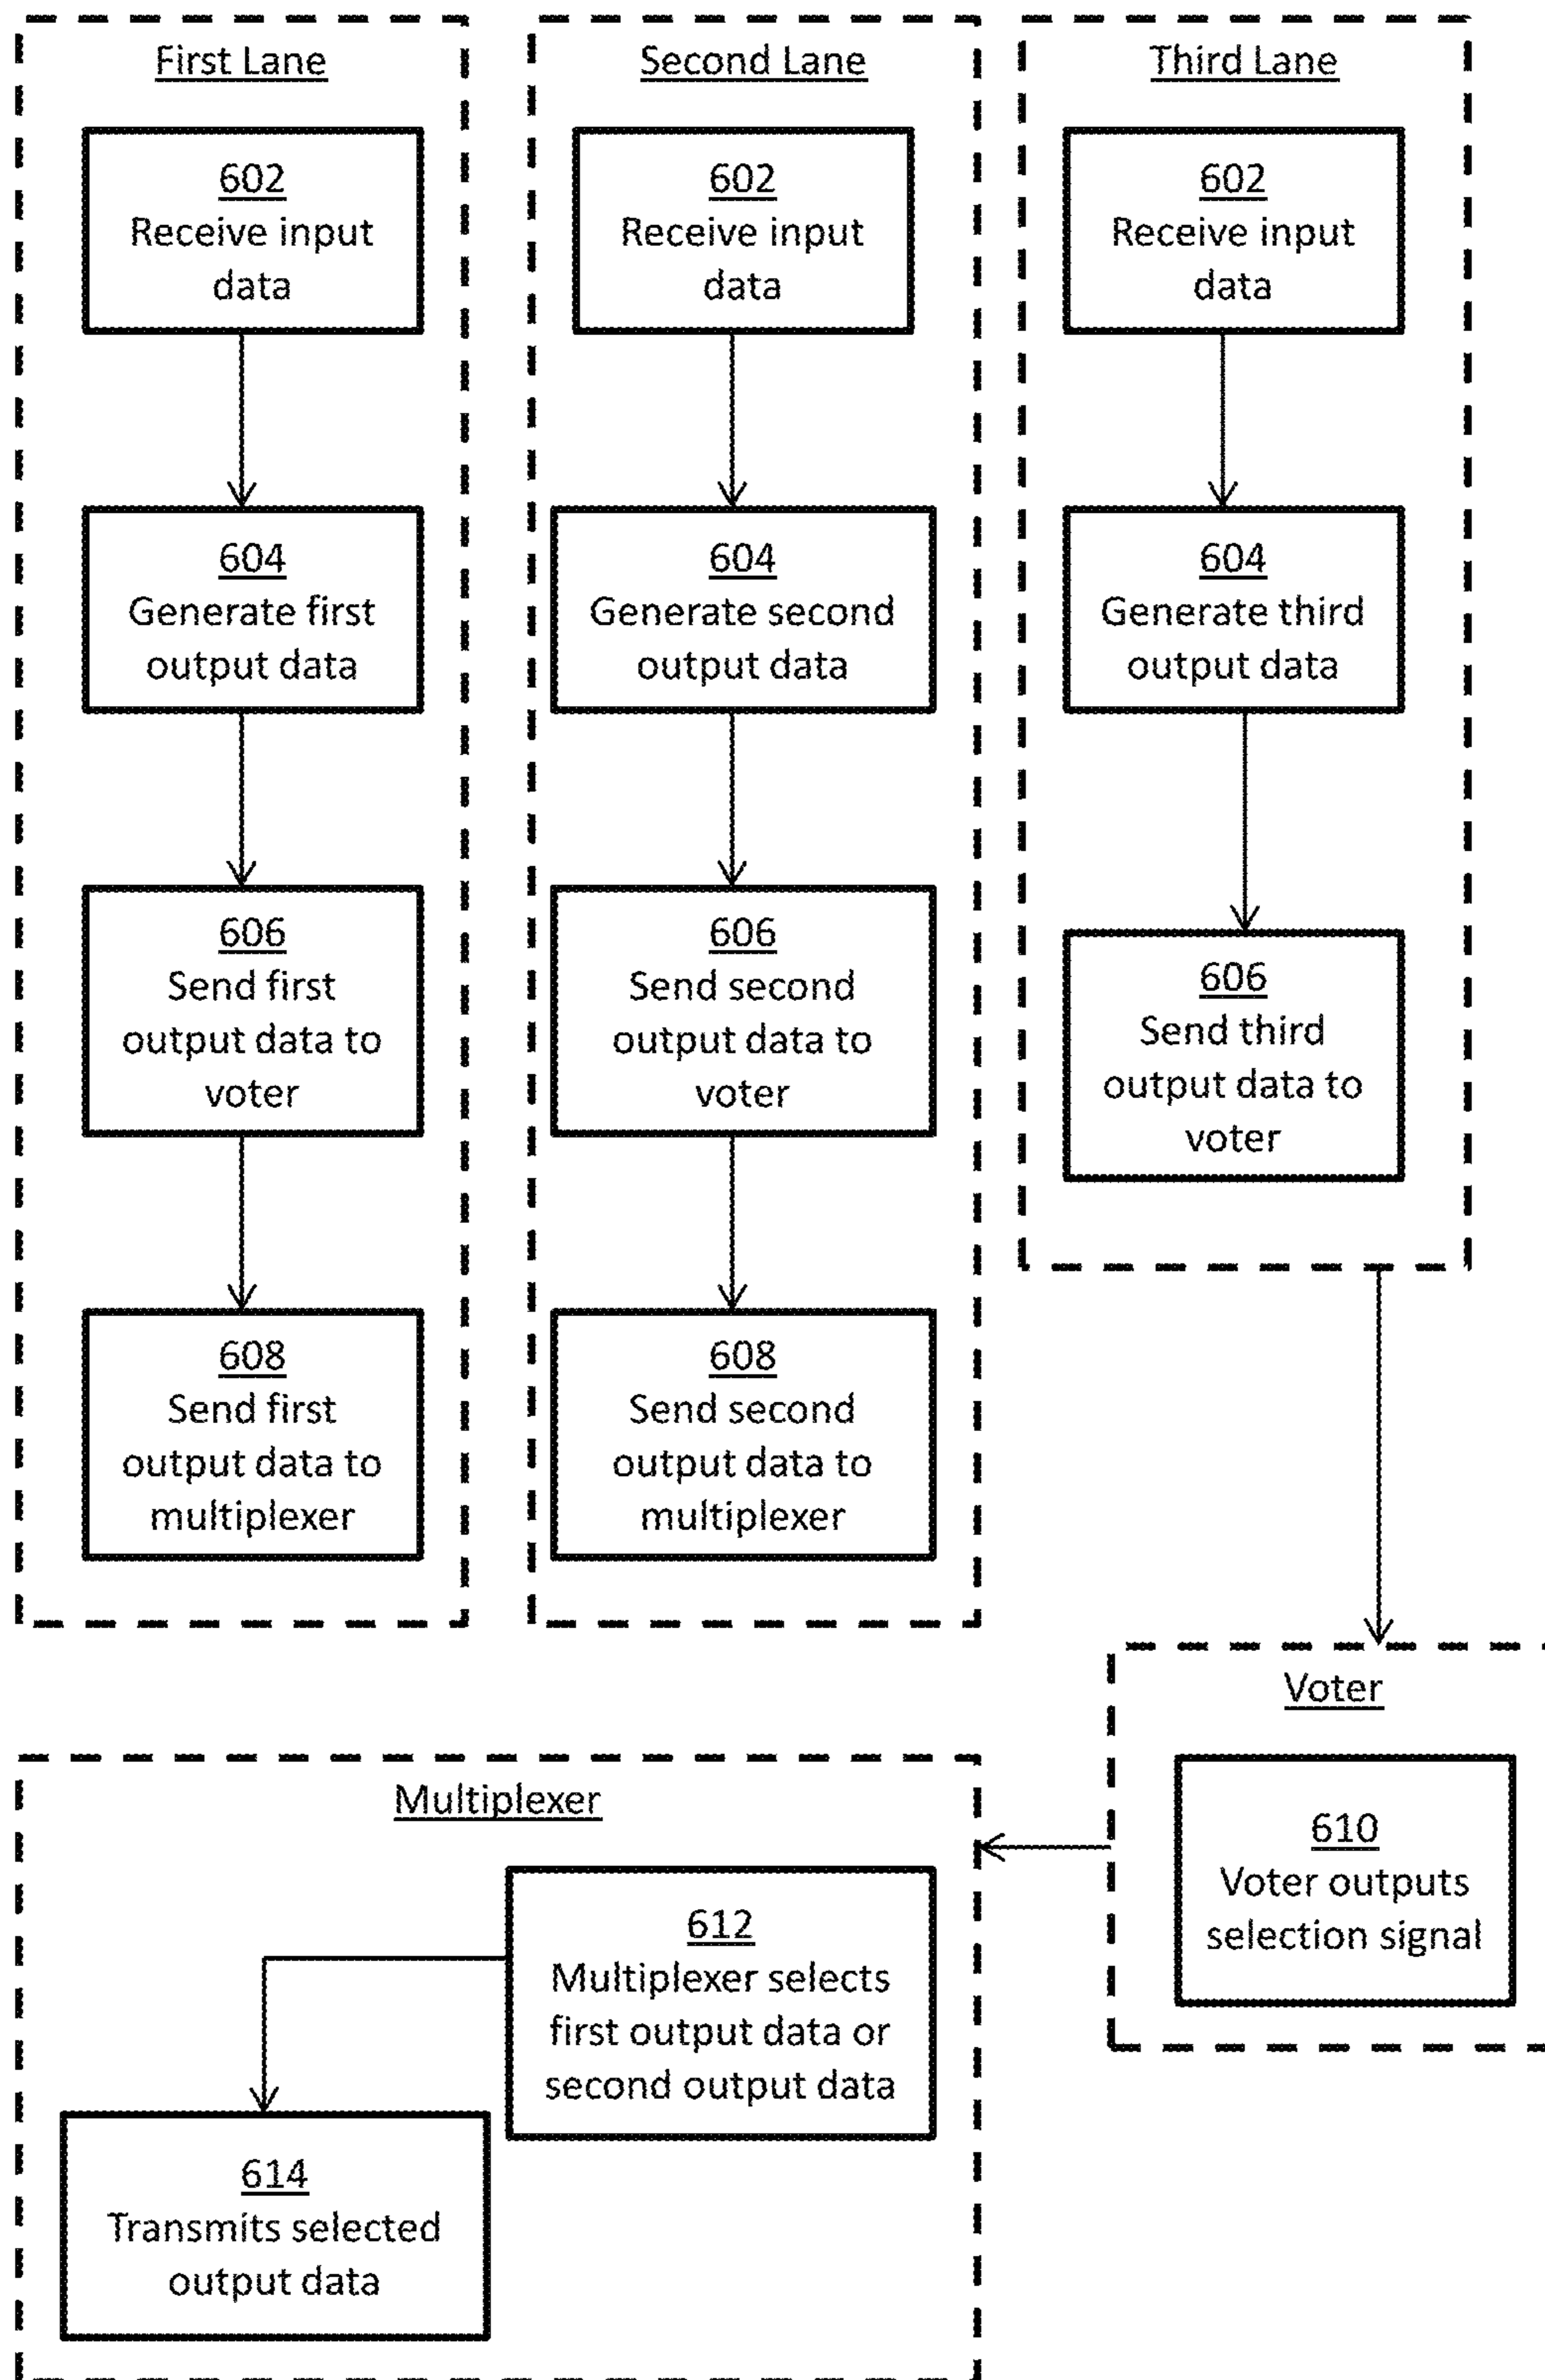 First Lane
602
Receive input
data
604
Generate first
output data
606
Send first
output data to
voter
608
Send first
output data to
multiplexer
Second Lane
602
Receive input
data
604
Generate second
output data
606
Send second
output data to
voter
608
Send second
output data to
multiplexer
Third Lane
602
Receive input
data
604
Generate third
output data
606
Send third
output data to
voter
Voter
610
Voter outputs
selection signal
Multiplexer
612
Multiplexer selects
first output data or
second output data
614
Transmits selected
output data